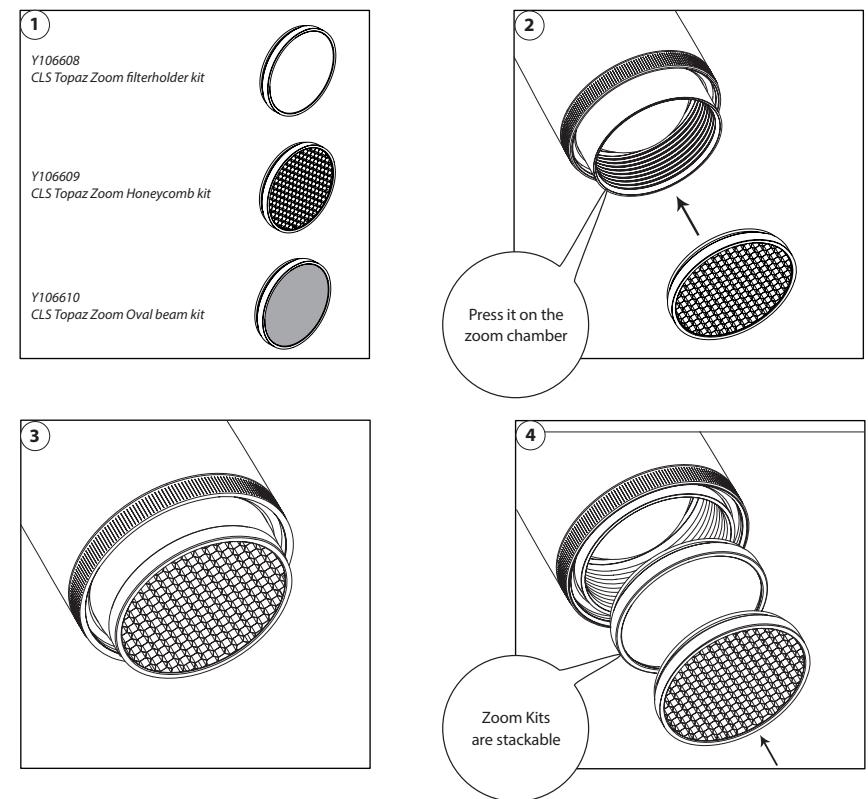 1
Y106608
CLS Topaz Zoom filterholder kit
Y106609
CLS Topaz Zoom Honeycomb kit
Y106610
CLS Topaz Zoom Oval beam kit
2
Press it on the
zoom chamber
3
4
Zoom Kits
are stackable